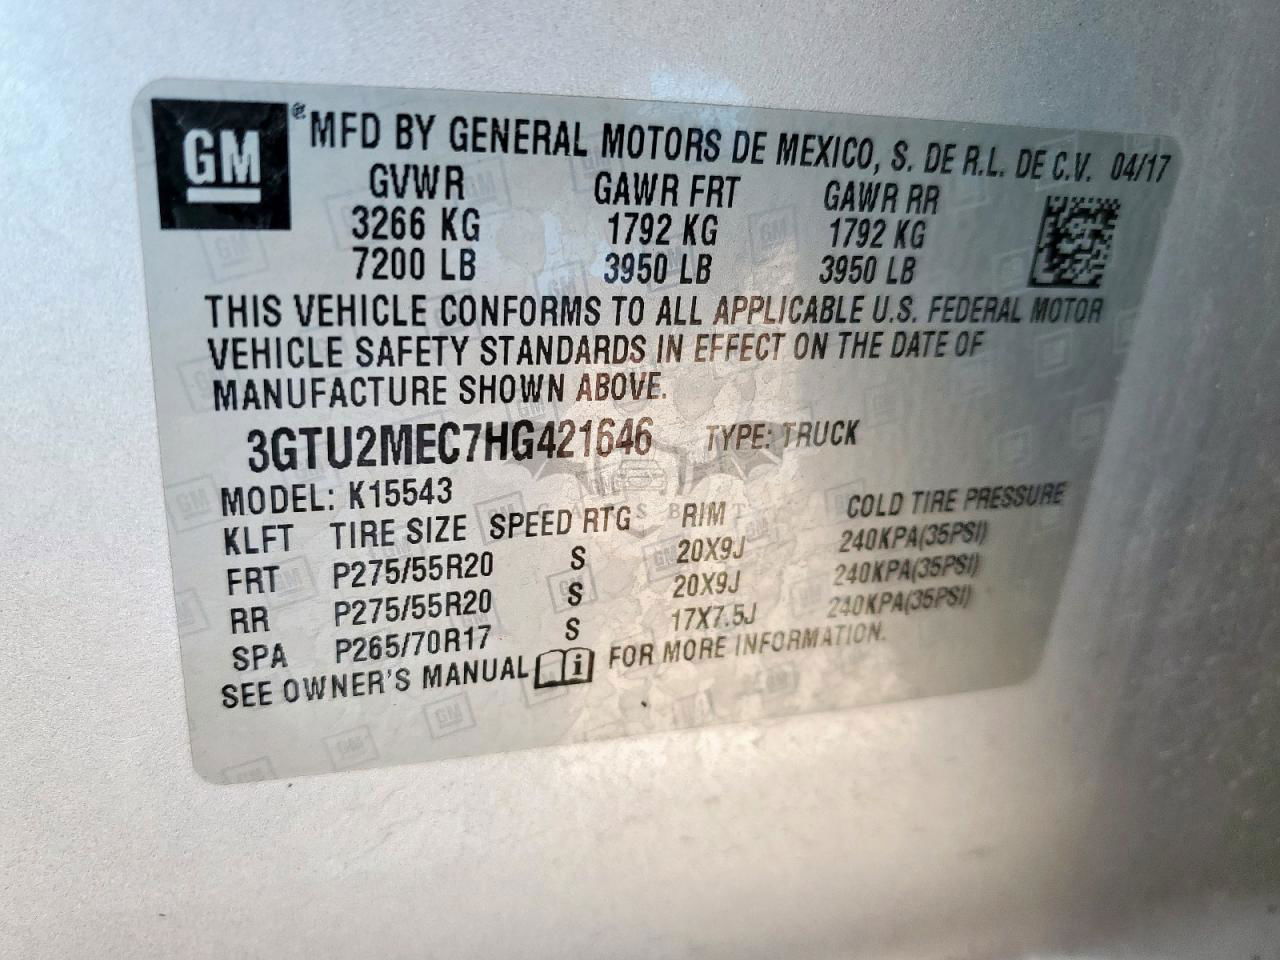 GM
® MFD BY GENERAL MOTORS DE MEXICO, S. DE R.L. DE C.V. 04/17
GVWR GAWR FRT GAWR RR
3266 KG 1792 KG 1792 KG
7200 LB 3950 LB 3950 LB
THIS VEHICLE CONFORMS TO ALL APPLICABLE U.S. FEDERAL MOTOR
VEHICLE SAFETY STANDARDS IN EFFECT ON THE DATE OF
MANUFACTURE SHOWN ABOVE.
3GTU2MEC7HG421646 TYPE: TRUCK
MODEL: K15543
KLFT TIRE SIZE SPEED RTG RIM COLD TIRE PRESSURE
FRT P275/55R20 S 20X9J 240KPA(35PSI)
RR P275/55R20 S 20X9J 240KPA(35PSI)
SPA P265/70R17 S 17X7.5J 240KPA(35PSI)
SEE OWNER'S MANUAL FOR MORE INFORMATION.